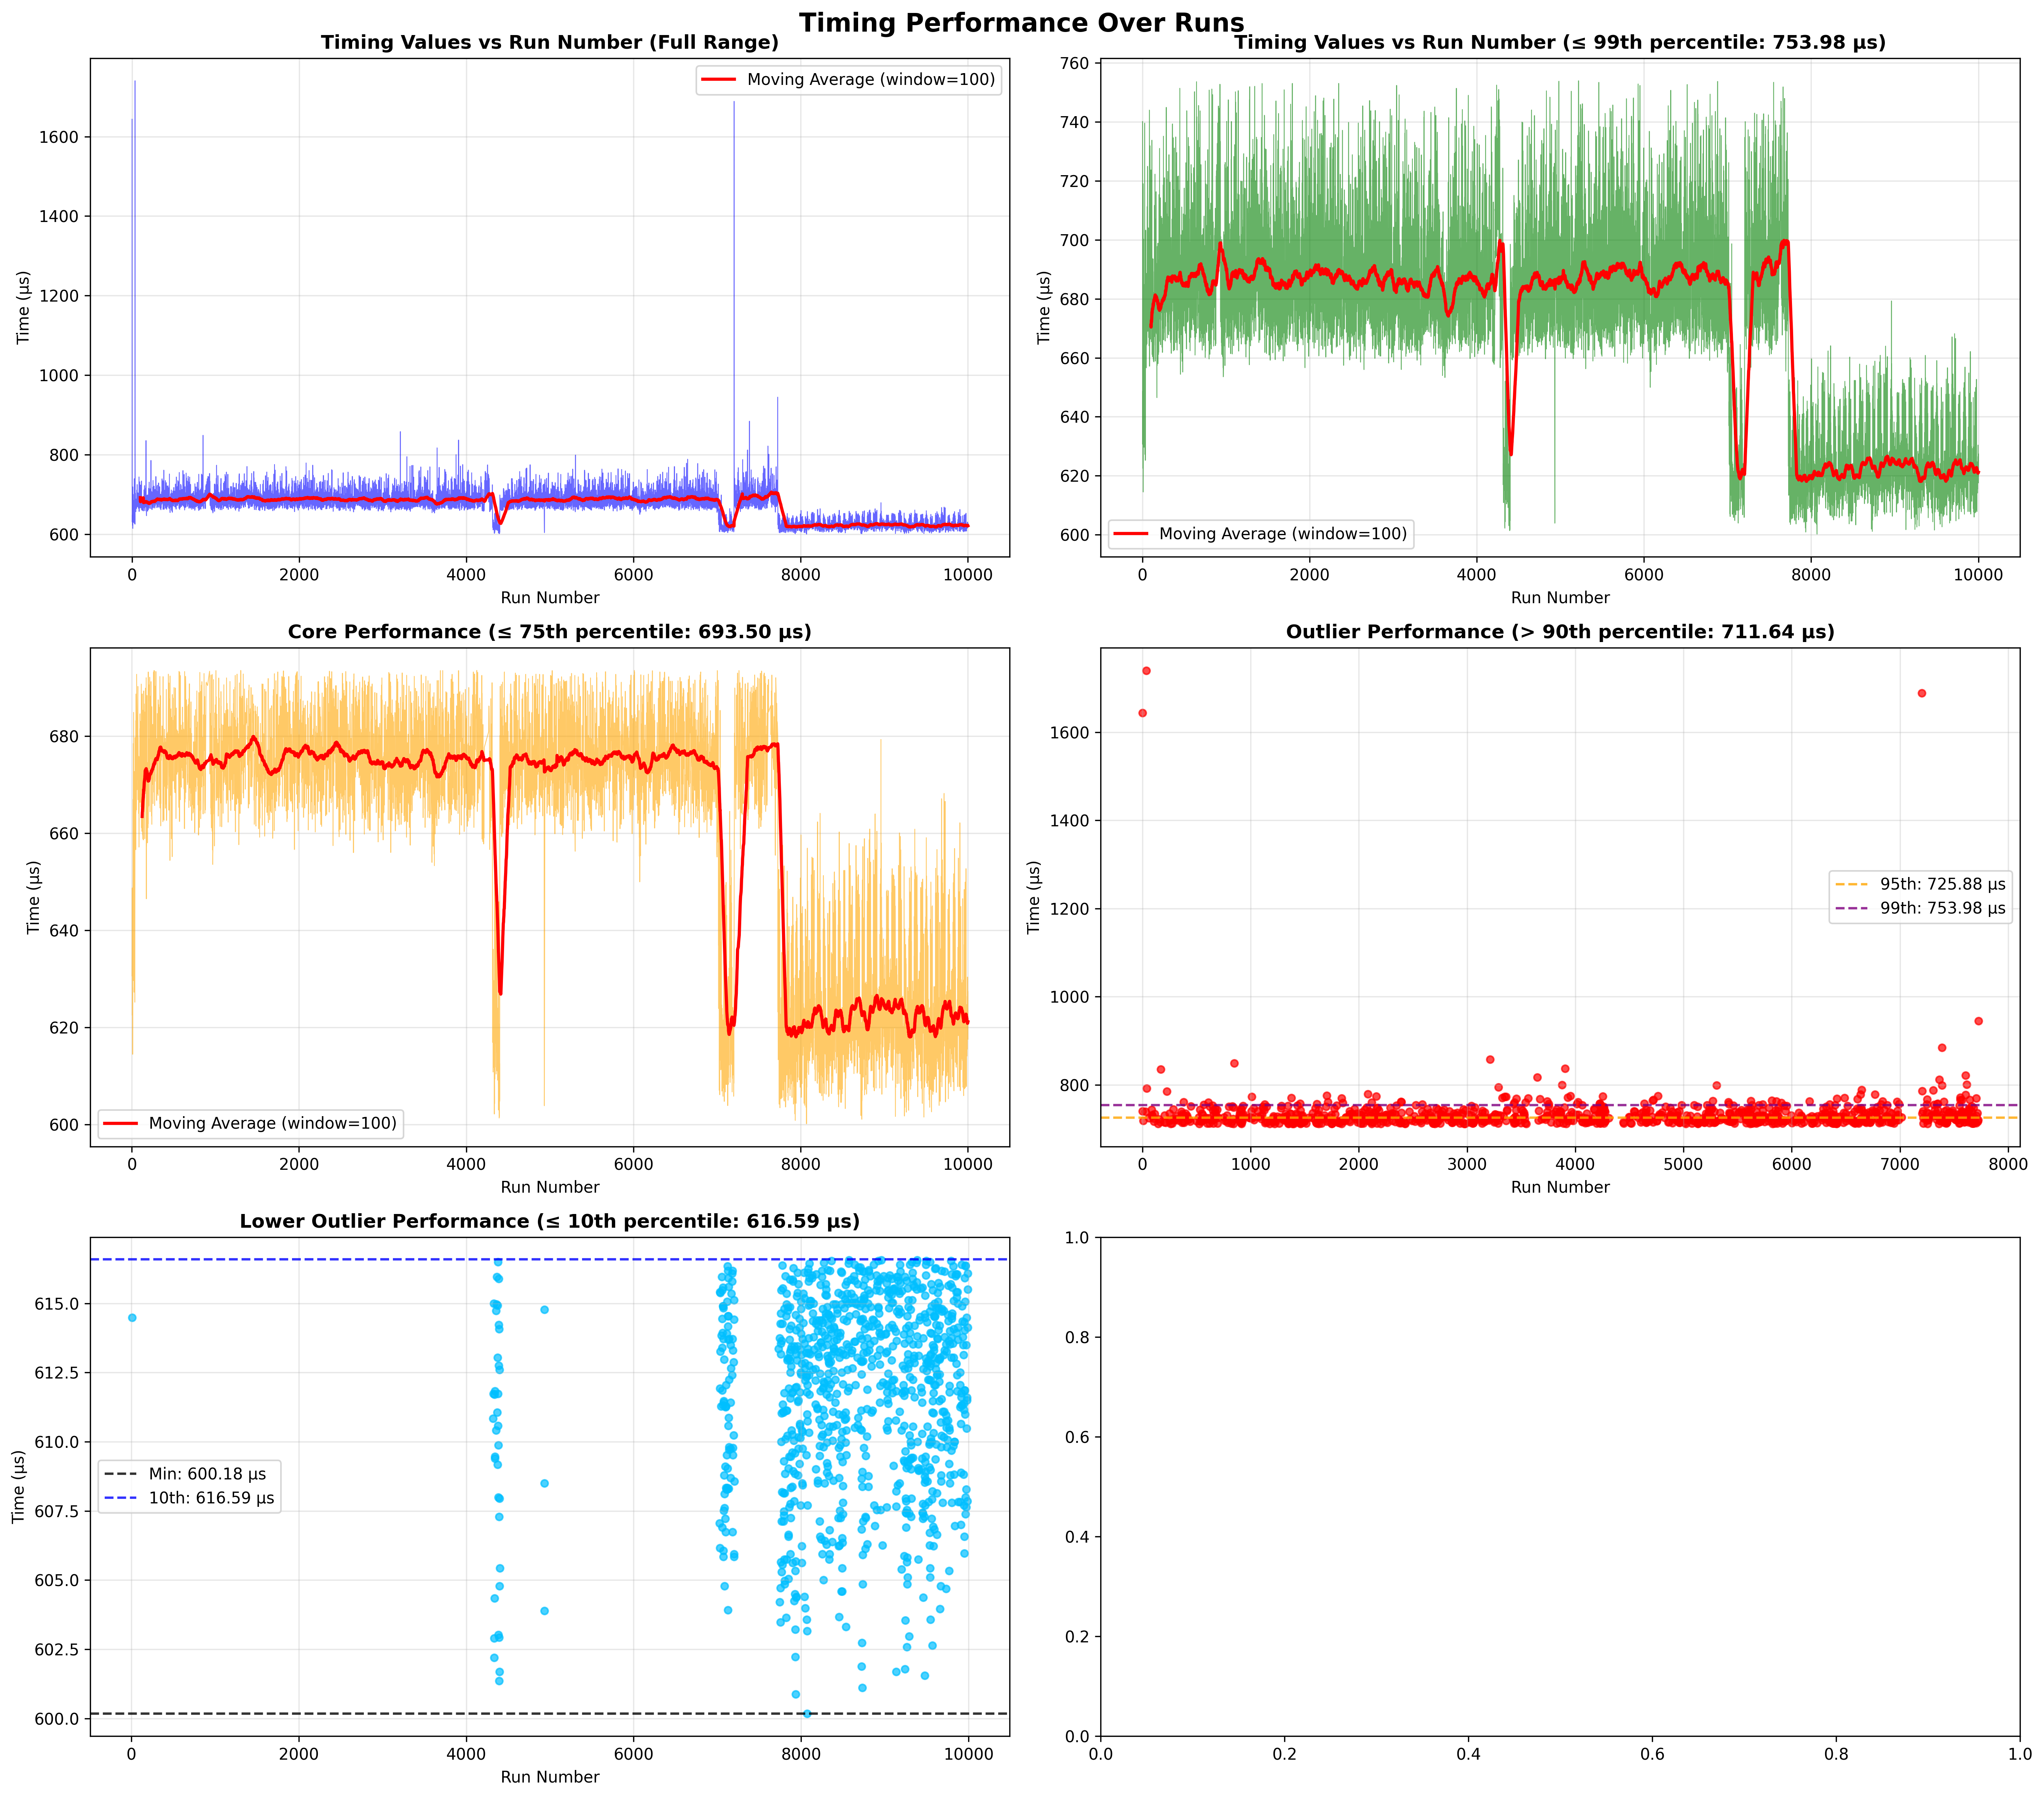 Timing Performance Over Runs
Timing Values vs Run Number (Full Range)
Time (µs)
1600
1400
1200
1000
800
600
Moving Average (window=100)
0 2000 4000 6000 8000 10000
Run Number
Timing Values vs Run Number (≤ 99th percentile: 753.98 µs)
Time (µs)
760
740
720
700
680
660
640
620
600
Moving Average (window=100)
0 2000 4000 6000 8000 10000
Run Number
Core Performance (≤ 75th percentile: 693.50 µs)
Time (µs)
680
660
640
620
600
Moving Average (window=100)
0 2000 4000 6000 8000 10000
Run Number
Outlier Performance (> 90th percentile: 711.64 µs)
Time (µs)
1600
1400
1200
1000
800
95th: 725.88 µs
99th: 753.98 µs
0 1000 2000 3000 4000 5000 6000 7000 8000
Run Number
Lower Outlier Performance (≤ 10th percentile: 616.59 µs)
Time (µs)
615.0
612.5
610.0
607.5
605.0
602.5
600.0
Min: 600.18 µs
10th: 616.59 µs
0 2000 4000 6000 8000 10000
Run Number
1.0
0.8
0.6
0.4
0.2
0.0
0.0 0.2 0.4 0.6 0.8 1.0